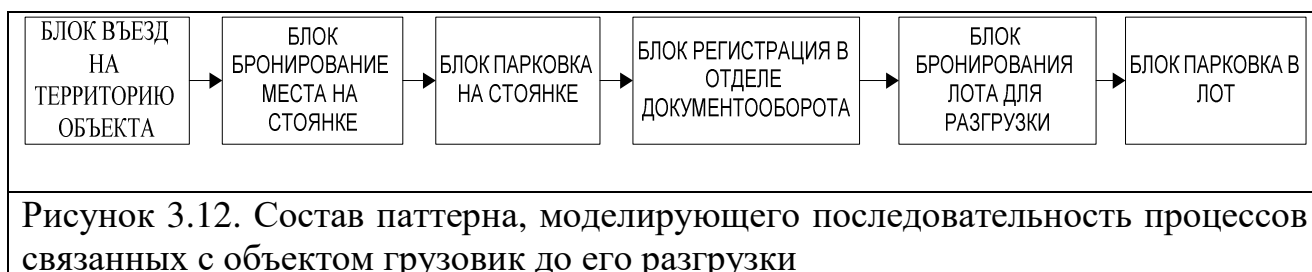 БЛОК ВЪЕЗД
НА
ТЕРРИТОРИЮ
ОБЪЕКТА
БЛОК
БРОНИРОВАНИЕ
МЕСТА НА
СТОЯНКЕ
БЛОК ПАРКОВКА
НА СТОЯНКЕ
БЛОК РЕГИСТРАЦИЯ В
ОТДЕЛЕ
ДОКУМЕНТООБОРОТА
БЛОК
БРОНИРОВАНИЯ
ЛОТА ДЛЯ
РАЗГРУЗКИ
БЛОК ПАРКОВКА В
ЛОТ
Рисунок 3.12. Состав паттерна, моделирующего последовательность процессов
связанных с объектом грузовик до его разгрузки